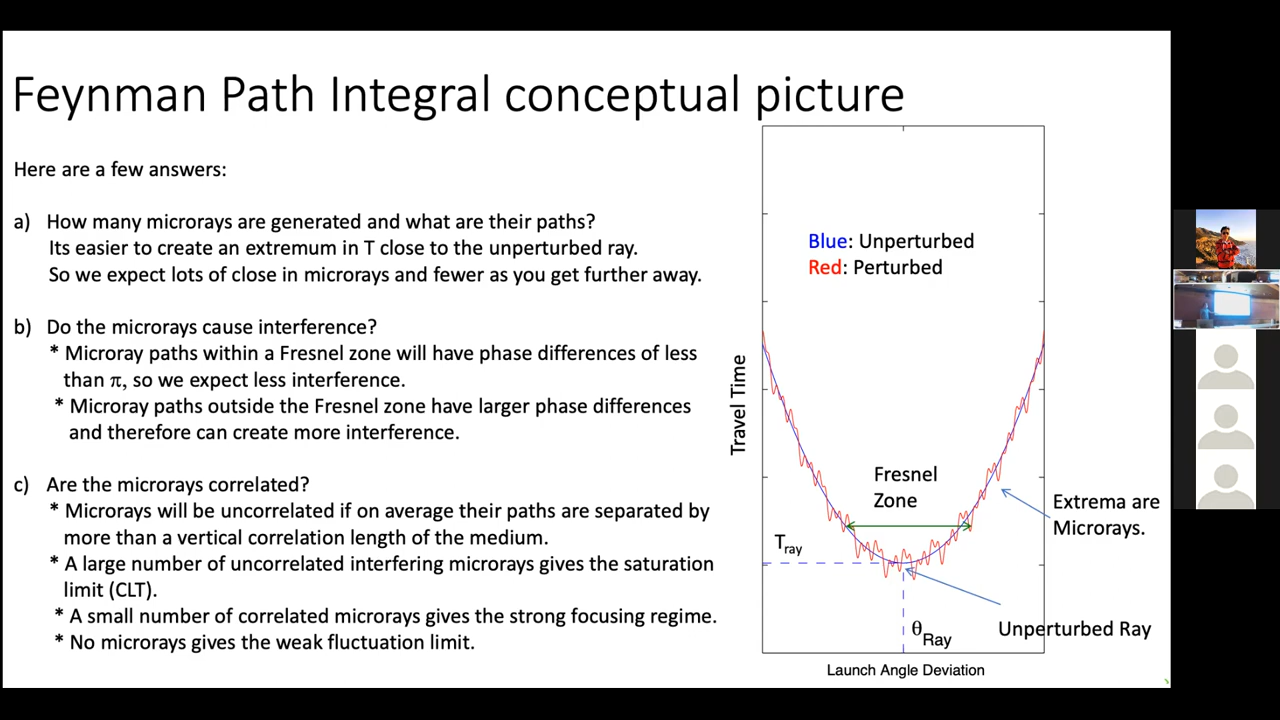 Feynman Path Integral conceptual picture
Here are a few answers:
a) How many microrays are generated and what are their paths?
Its easier to create an extremum in T close to the unperturbed ray.
So we expect lots of close in microrays and fewer as you get further away.
b) Do the microrays cause interference?
* Microray paths within a Fresnel zone will have phase differences of less
than π, so we expect less interference.
* Microray paths outside the Fresnel zone have larger phase differences
and therefore can create more interference.
c) Are the microrays correlated?
* Microrays will be uncorrelated if on average their paths are separated by
more than a vertical correlation length of the medium.
* A large number of uncorrelated interfering microrays gives the saturation
limit (CLT).
* A small number of correlated microrays gives the strong focusing regime.
* No microrays gives the weak fluctuation limit.
Blue: Unperturbed
Red: Perturbed
Travel Time
Fresnel
Zone
Extrema are
Microrays.
Tray
θRay
Unperturbed Ray
Launch Angle Deviation